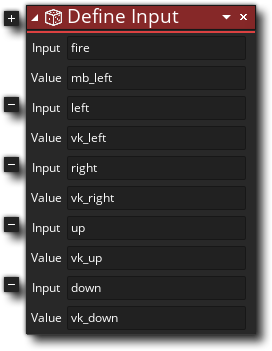 Define Input
Input fire
Value mb_left
Input left
Value vk_left
Input right
Value vk_right
Input up
Value vk_up
Input down
Value vk_down